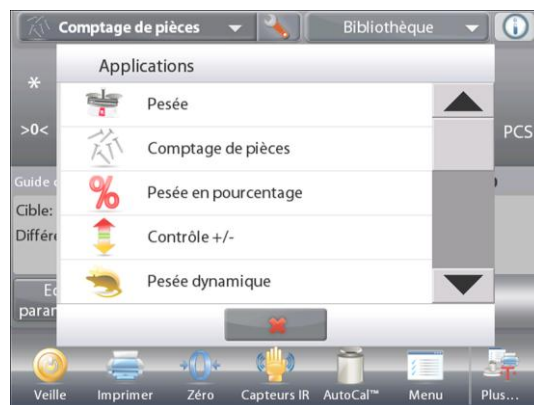 Comptage de pièces
Bibliothèque
Applications
*
Pesée
>0<
PCS
Comptage de pièces
Guide
Pesée en pourcentage
Cible:
Contrôle +/-
Pesée dynamique
Veille
Imprimer
Zéro
Capteurs IR
AutoCal™
Menu
Plus...